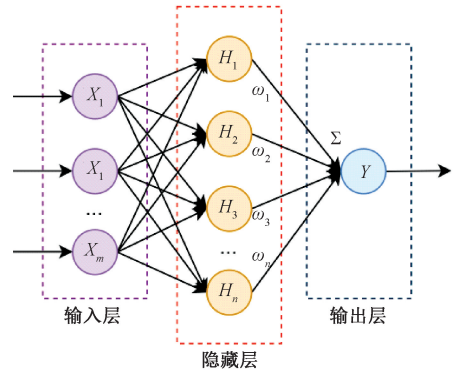 X₁
X₁
...
Xₘ
H₁
H₂
H₃
...
Hₙ
ω₁
ω₂
ω₃
ωₙ
Σ
Y
输入层
隐藏层
输出层